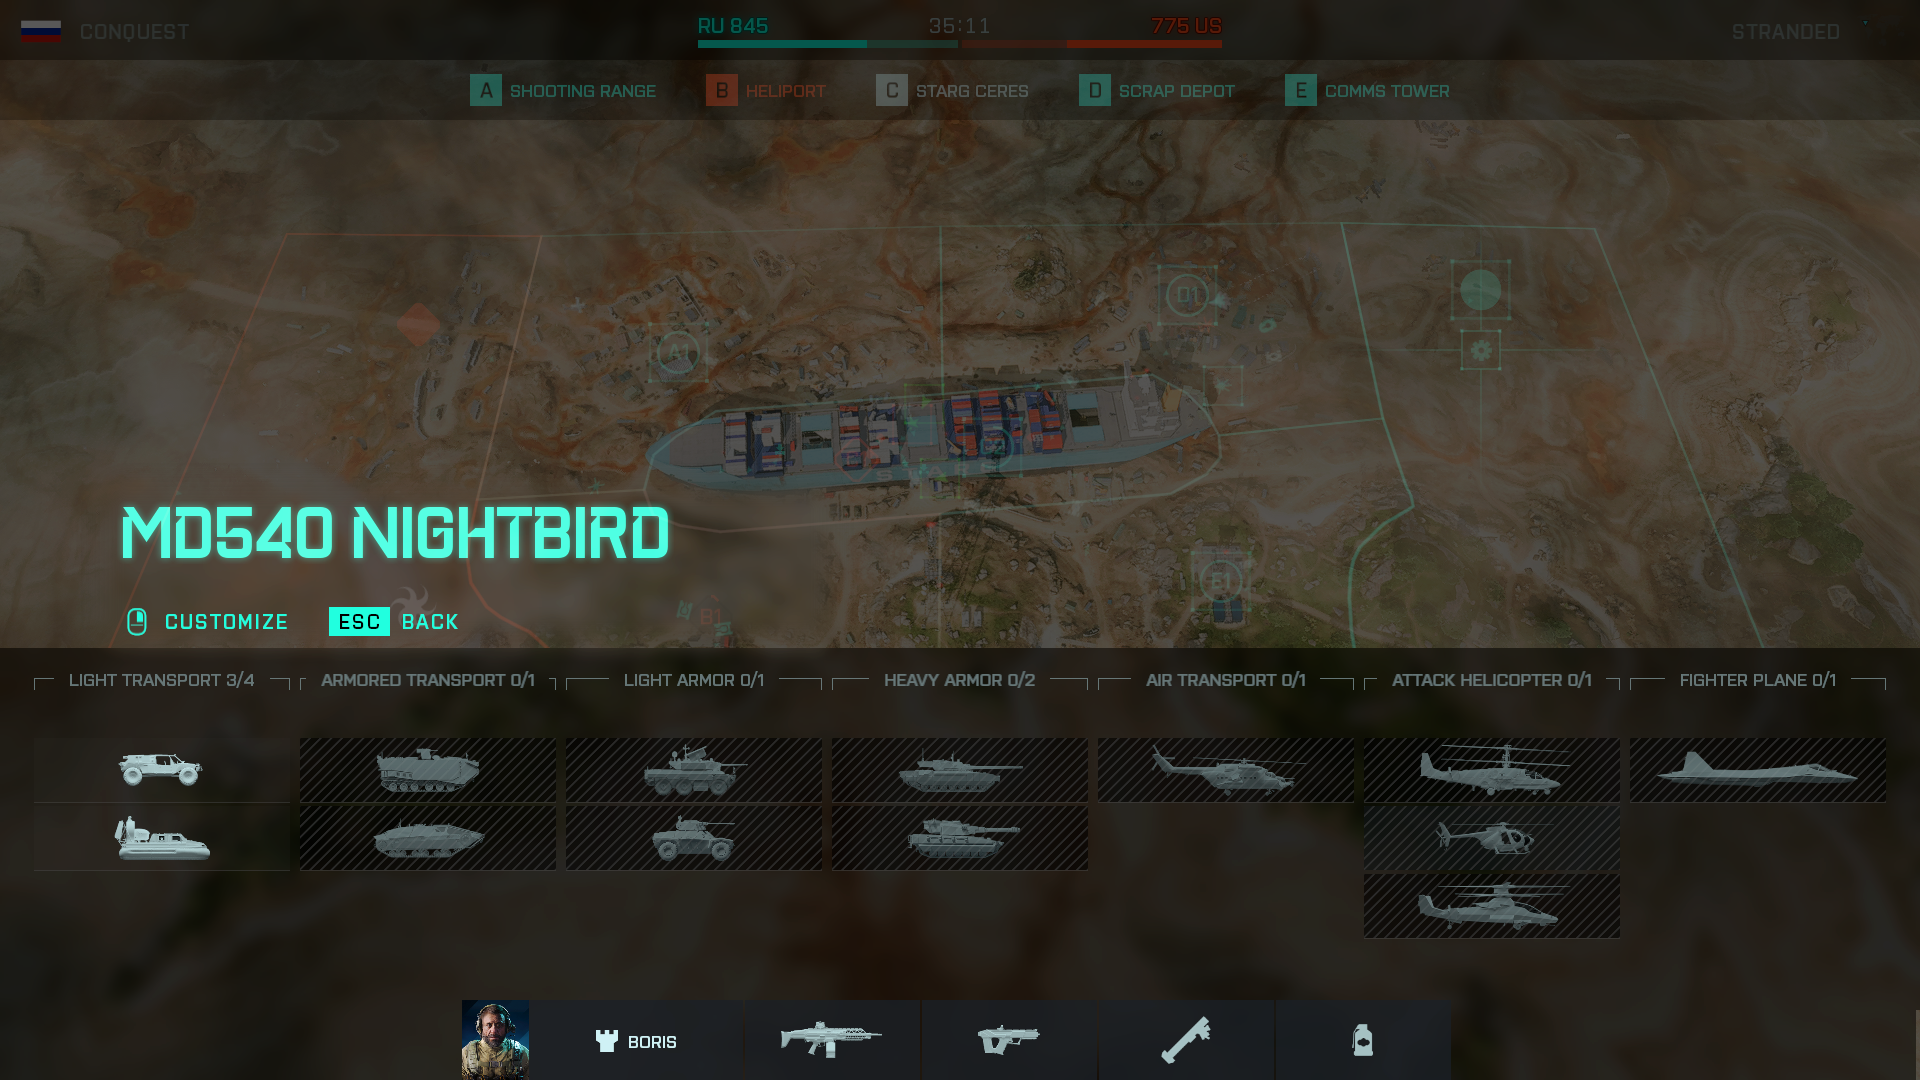 CONQUEST
RU 845
35:11
775 US
STRANDED
A SHOOTING RANGE
B HELIPORT
C STARG CERES
D SCRAP DEPOT
E COMMS TOWER
D1
A1
E1
B1
MD540 NIGHTBIRD
CUSTOMIZE
ESC BACK
LIGHT TRANSPORT 3/4
ARMORED TRANSPORT 0/1
LIGHT ARMOR 0/1
HEAVY ARMOR 0/2
AIR TRANSPORT 0/1
ATTACK HELICOPTER 0/1
FIGHTER PLANE 0/1
BORIS